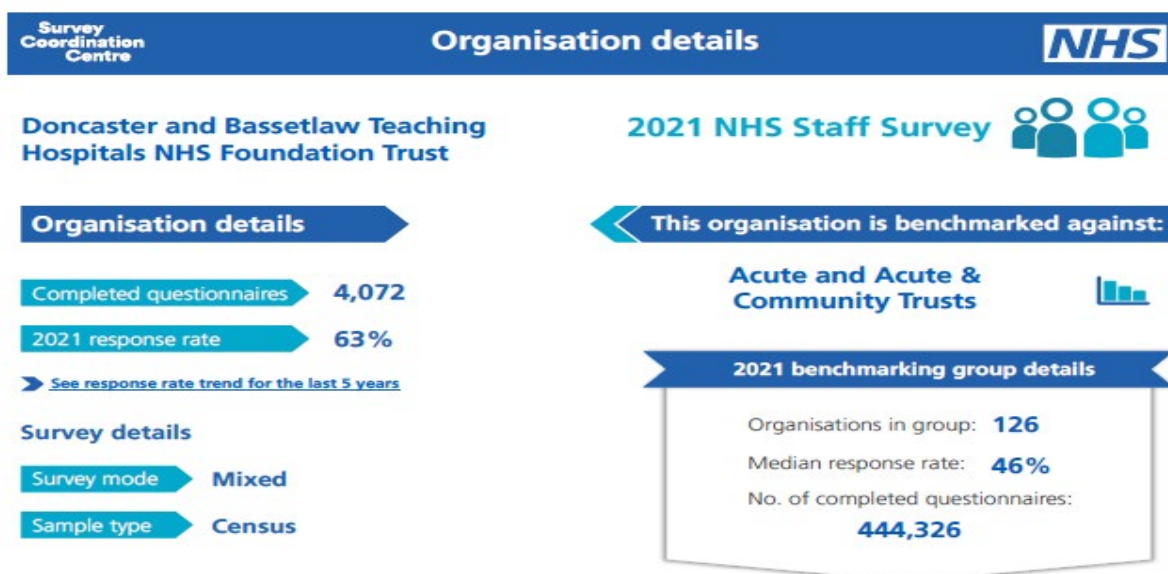 Survey
Coordination
Centre
Organisation details
NHS
Doncaster and Bassetlaw Teaching
Hospitals NHS Foundation Trust
2021 NHS Staff Survey
Organisation details
Completed questionnaires 4,072
2021 response rate 63%
See response rate trend for the last 5 years
Survey details
Survey mode Mixed
Sample type Census
This organisation is benchmarked against:
Acute and Acute &
Community Trusts
2021 benchmarking group details
Organisations in group: 126
Median response rate: 46%
No. of completed questionnaires:
444,326